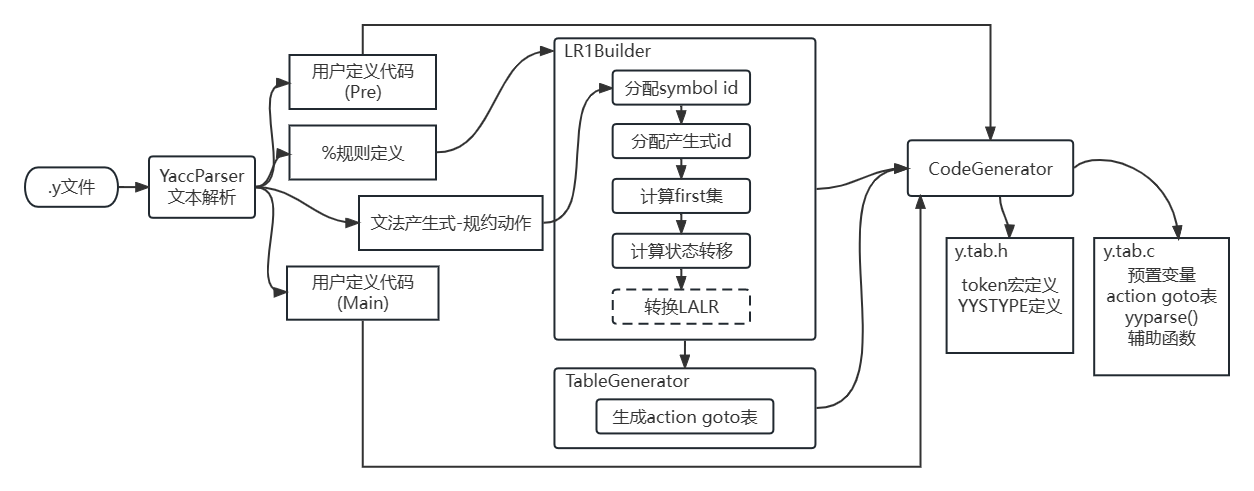 .y文件
YaccParser
文本解析
用户定义代码
(Pre)
%规则定义
文法产生式-规约动作
用户定义代码
(Main)
LR1Builder
分配symbol id
分配产生式id
计算first集
计算状态转移
转换LALR
TableGenerator
生成action goto表
CodeGenerator
y.tab.h
token宏定义
YYSTYPE定义
y.tab.c
预置变量
action goto表
yyparse()
辅助函数